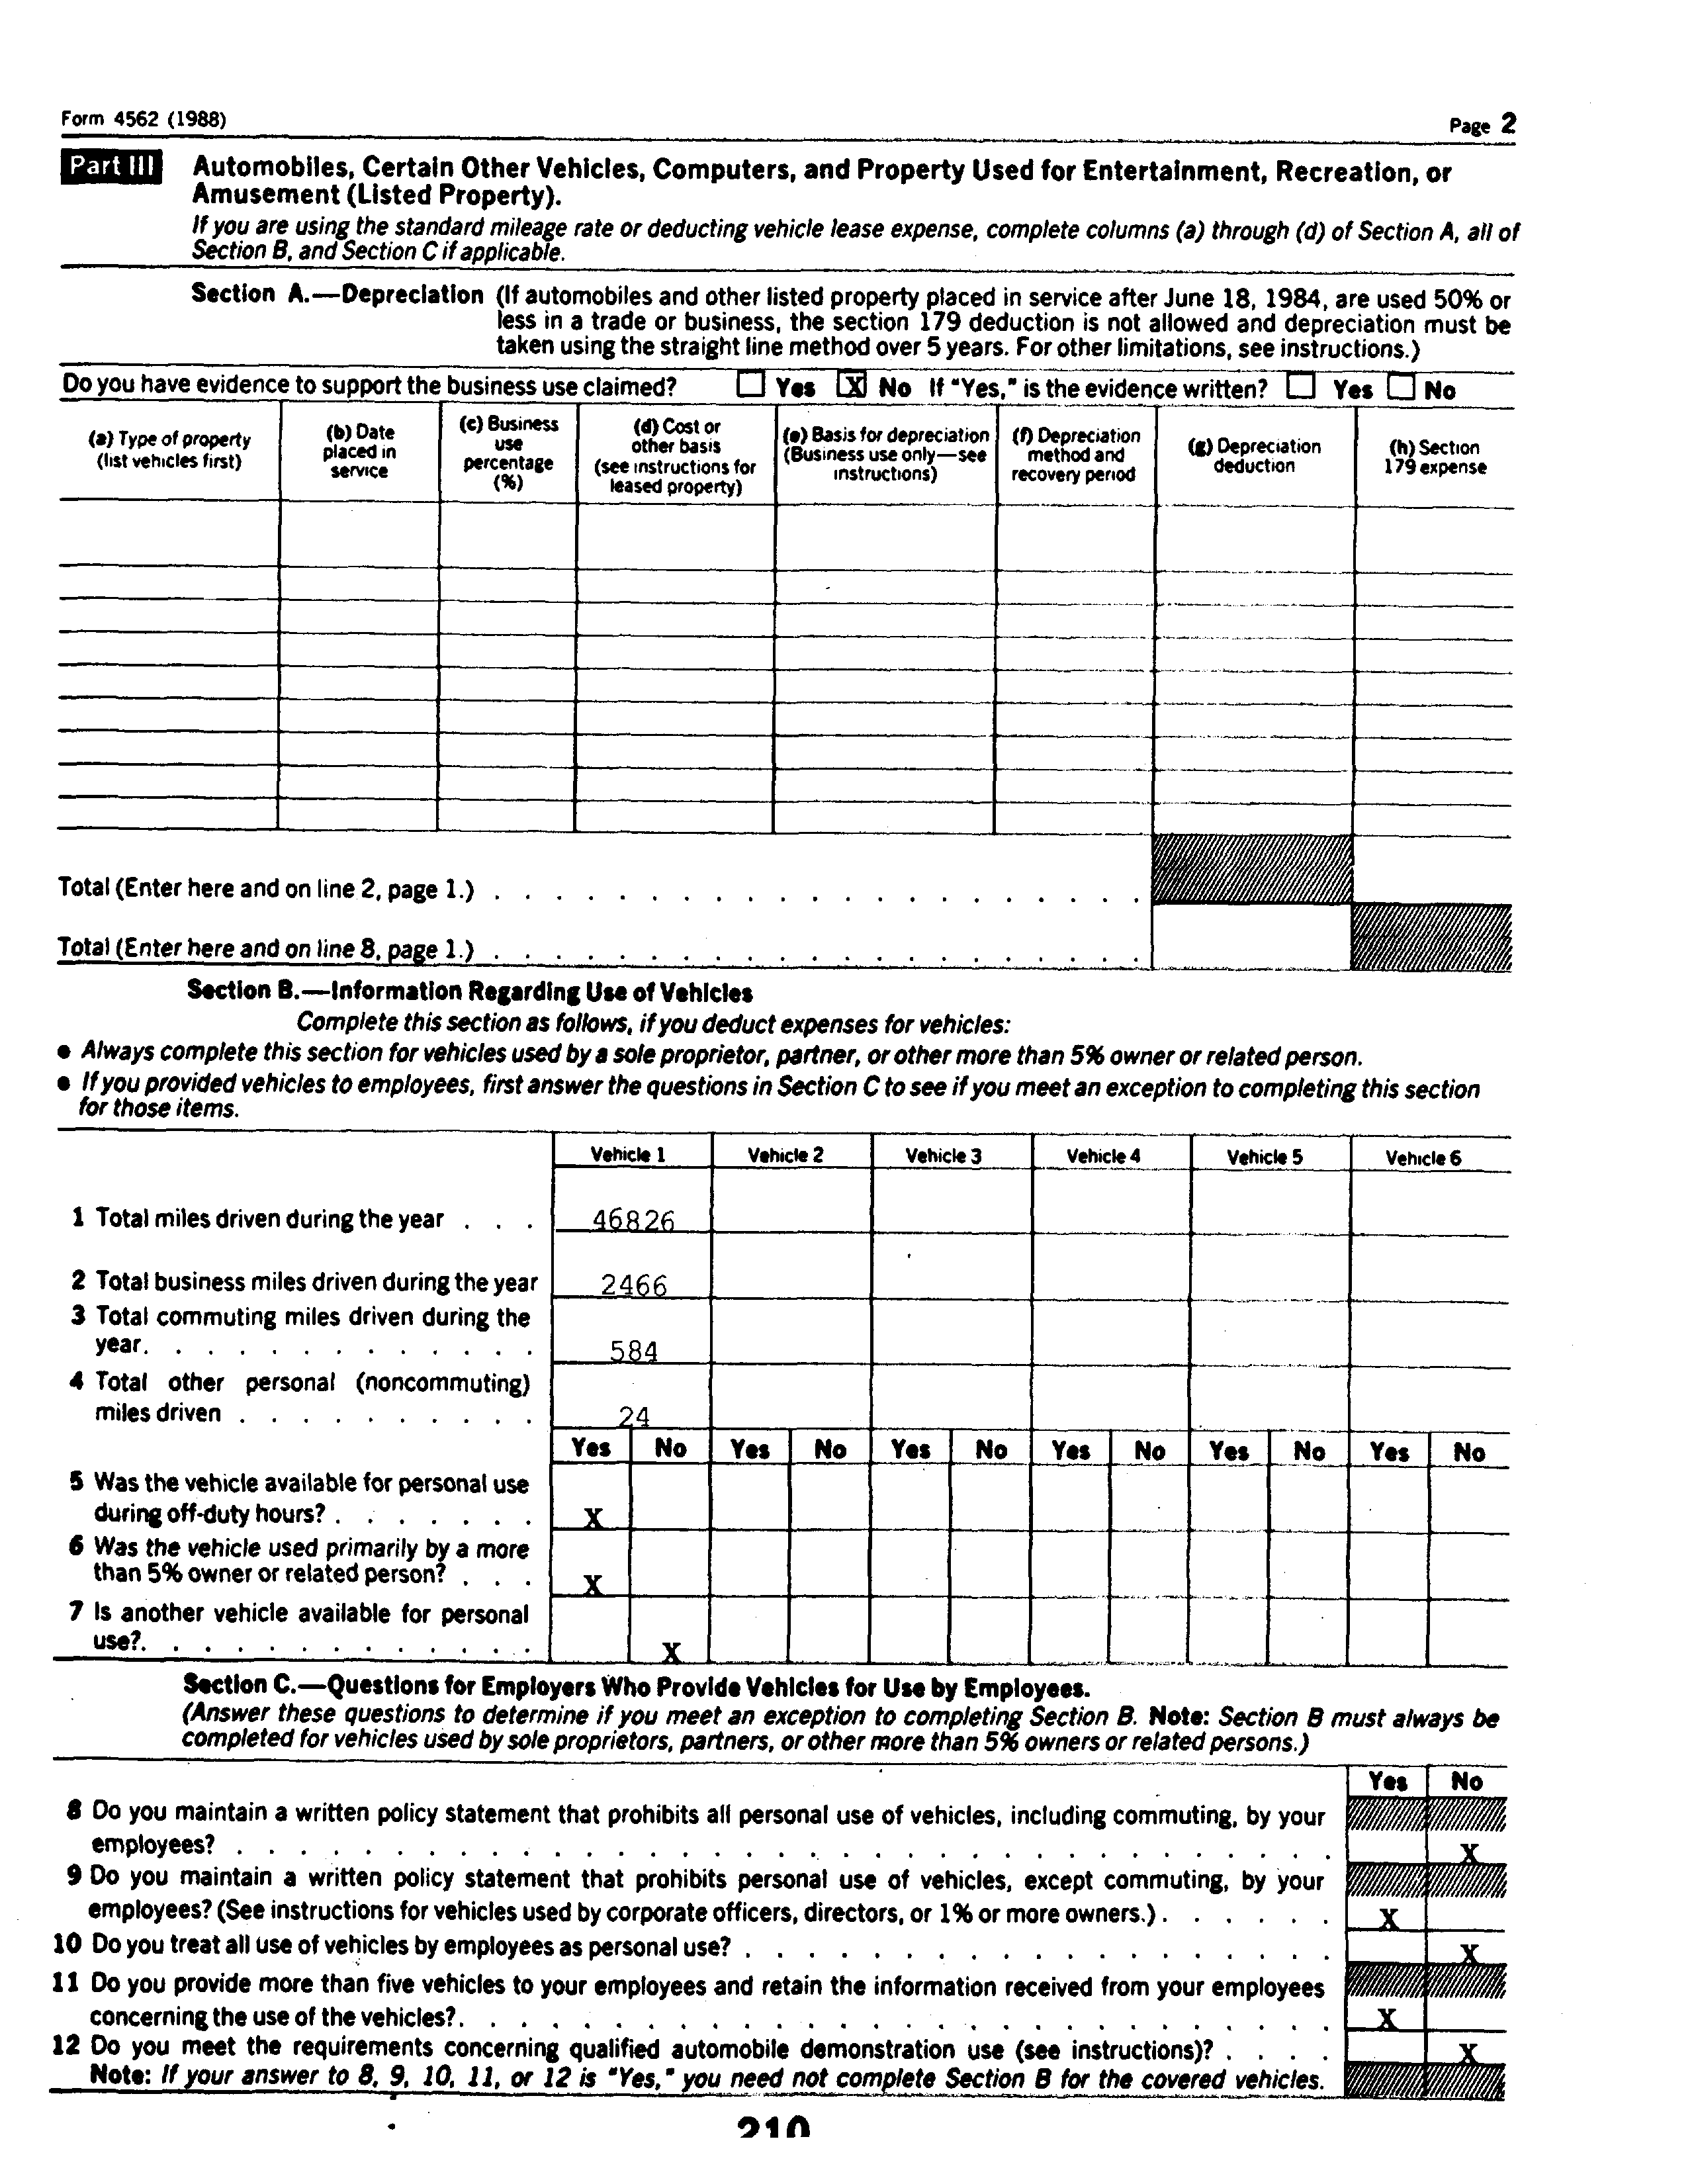 Form 4562 (1988)
Page 2
Part III
Automobiles, Certain Other Vehicles, Computers, and Property Used for Entertainment, Recreation, or
Amusement (Listed Property).
If you are using the standard mileage rate or deducting vehicle lease expense, complete columns (a) through (d) of Section A, all of
Section B, and Section C if applicable.
Section A.—Depreciation (If automobiles and other listed property placed in service after June 18, 1984, are used 50% or
less in a trade or business, the section 179 deduction is not allowed and depreciation must be
taken using the straight line method over 5 years. For other limitations, see instructions.)
Do you have evidence to support the business use claimed? Yes X No If "Yes," is the evidence written? Yes No
(a) Type of property
(list vehicles first)
(b) Date
placed in
service
(c) Business
use
percentage
(%)
(d) Cost or
other basis
(see instructions for
leased property)
(e) Basis for depreciation
(Business use only—see
instructions)
(f) Depreciation
method and
recovery period
(g) Depreciation
deduction
(h) Section
179 expense
Total (Enter here and on line 2, page 1.) . . . . . . . . . . . . . . . . . . . . .
Total (Enter here and on line 8, page 1.) . . . . . . . . . . . . . . . . . . . . .
Section B.—Information Regarding Use of Vehicles
Complete this section as follows, if you deduct expenses for vehicles:
● Always complete this section for vehicles used by a sole proprietor, partner, or other more than 5% owner or related person.
● If you provided vehicles to employees, first answer the questions in Section C to see if you meet an exception to completing this section
for those items.
Vehicle 1 Vehicle 2 Vehicle 3 Vehicle 4 Vehicle 5 Vehicle 6
1 Total miles driven during the year . . . 46826
2 Total business miles driven during the year 2466
3 Total commuting miles driven during the
year. . . . . . . . . . . . . . 584
4 Total other personal (noncommuting)
miles driven . . . . . . . . . . 24
Yes No Yes No Yes No Yes No Yes No Yes No
5 Was the vehicle available for personal use
during off-duty hours? . . . . . . . X
6 Was the vehicle used primarily by a more
than 5% owner or related person? . . . X
7 Is another vehicle available for personal
use?. . . . . . . . . . . . . X
Section C.—Questions for Employers Who Provide Vehicles for Use by Employees.
(Answer these questions to determine if you meet an exception to completing Section B. Note: Section B must always be
completed for vehicles used by sole proprietors, partners, or other more than 5% owners or related persons.)
Yes No
8 Do you maintain a written policy statement that prohibits all personal use of vehicles, including commuting, by your
employees? . . . . . . . . . . . . . . . . . . . . . . . . . . . . . . . . . . . X
9 Do you maintain a written policy statement that prohibits personal use of vehicles, except commuting, by your
employees? (See instructions for vehicles used by corporate officers, directors, or 1% or more owners.) . . . . . . X
10 Do you treat all use of vehicles by employees as personal use? . . . . . . . . . . . . . . . . . . . X
11 Do you provide more than five vehicles to your employees and retain the information received from your employees
concerning the use of the vehicles?. . . . . . . . . . . . . . . . . . . . . . . . . . . . X
12 Do you meet the requirements concerning qualified automobile demonstration use (see instructions)? . . . . X
Note: If your answer to 8, 9, 10, 11, or 12 is "Yes," you need not complete Section B for the covered vehicles.
210